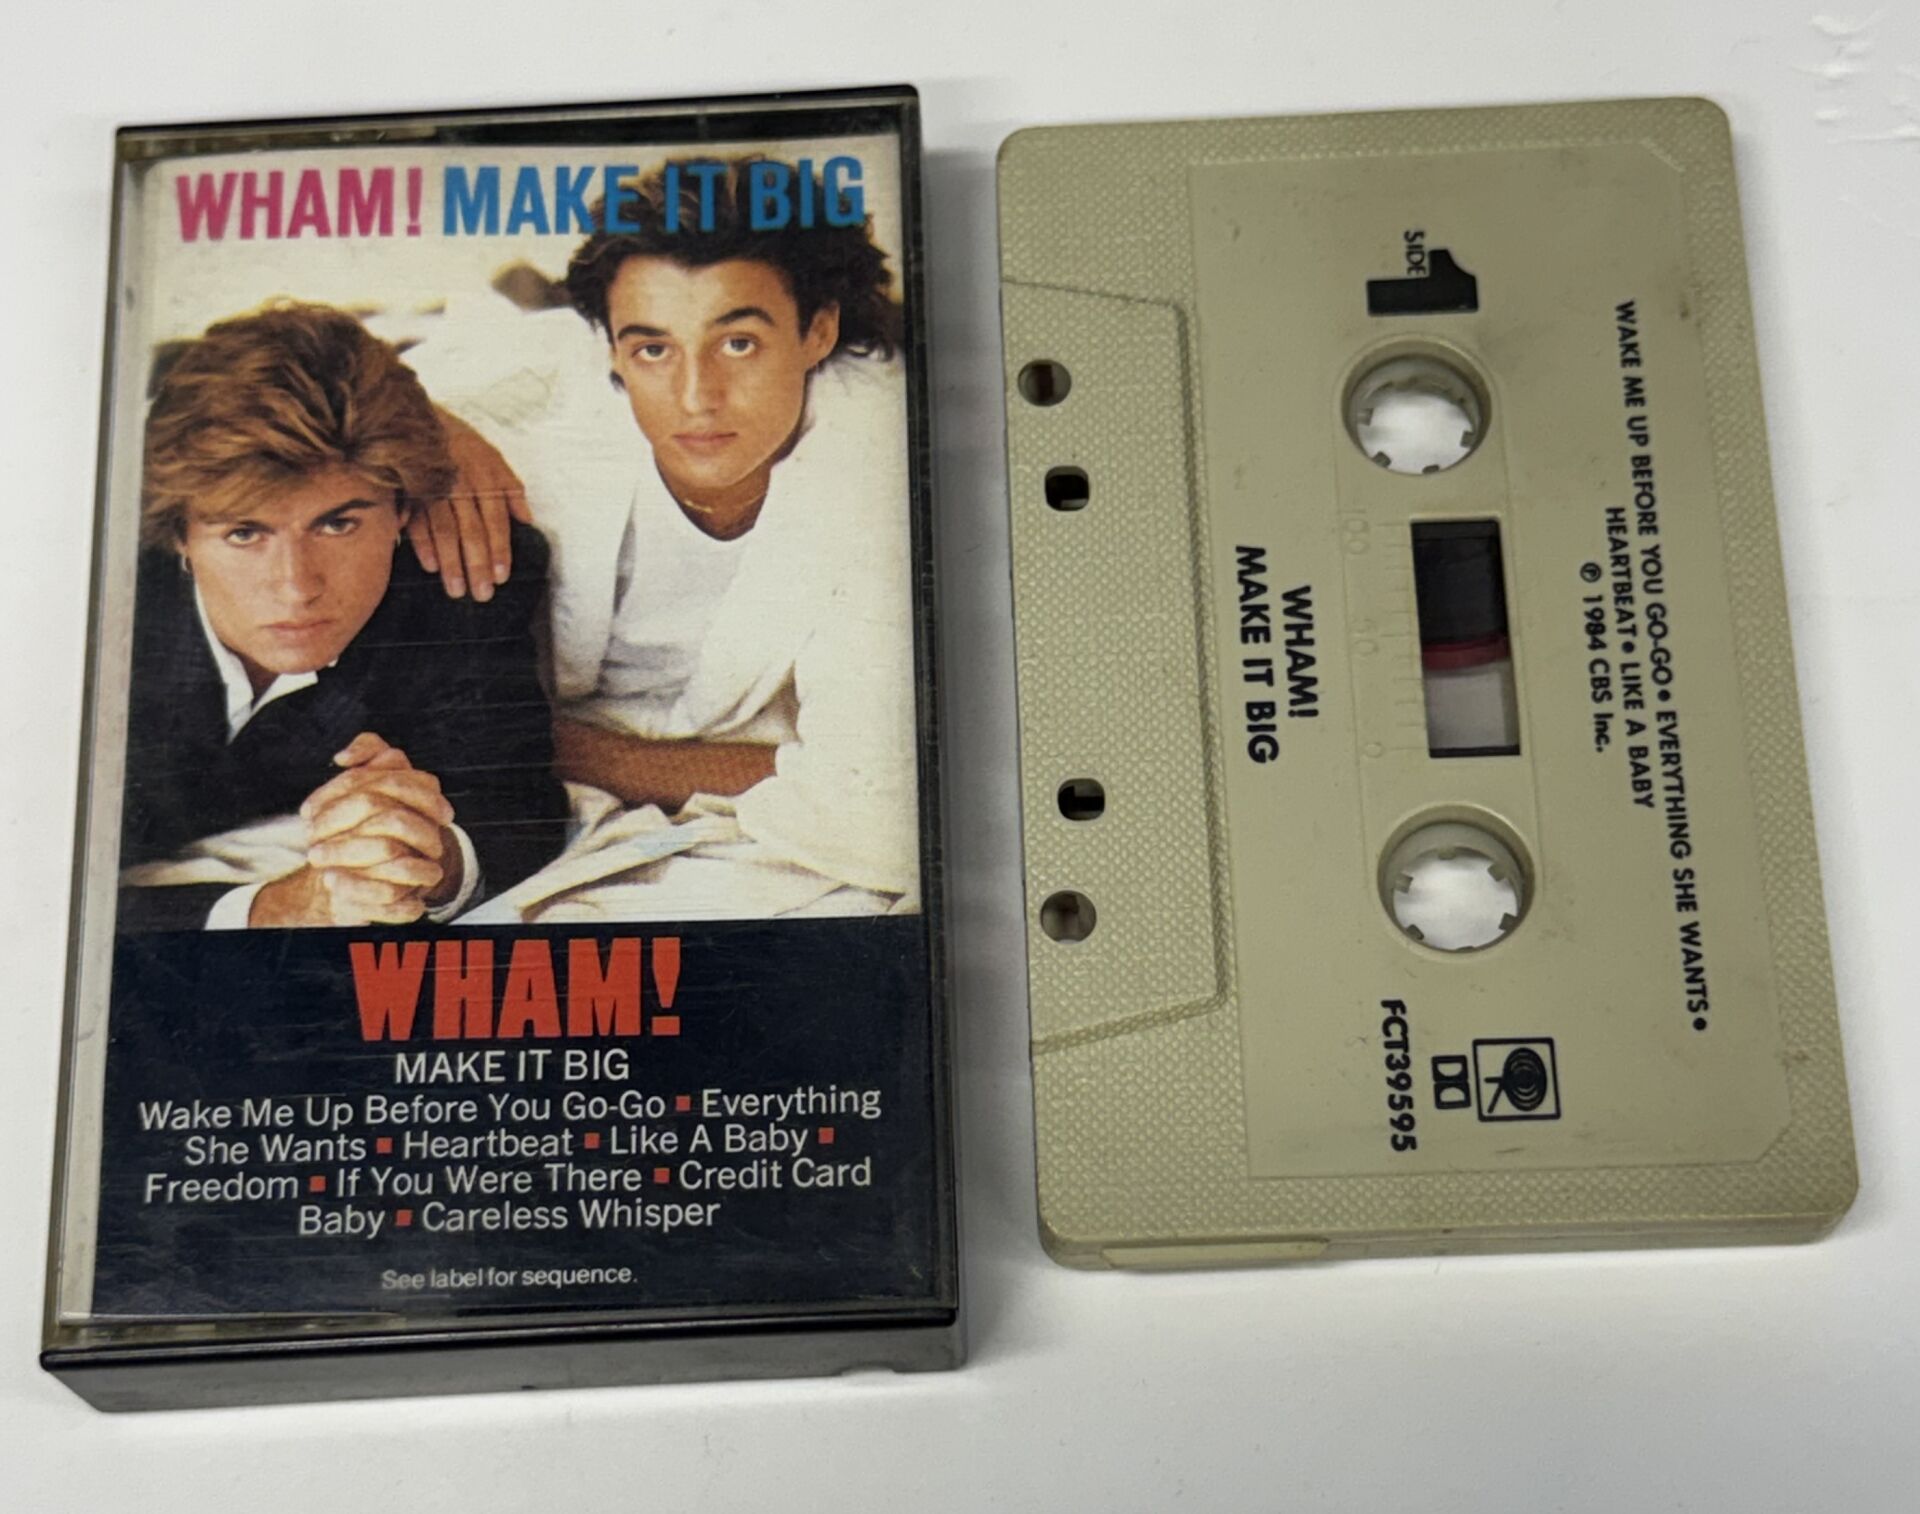 WHAM! MAKE IT BIG
WHAM!
MAKE IT BIG
Wake Me Up Before You Go-Go ▪ Everything
She Wants ▪ Heartbeat ▪ Like A Baby ▪
Freedom ▪ If You Were There ▪ Credit Card
Baby ▪ Careless Whisper
See label for sequence.
WAKE ME UP BEFORE YOU GO-GO • EVERYTHING SHE WANTS •
HEARTBEAT • LIKE A BABY
℗ 1984 CBS Inc.
SIDE
1
100
50
0
WHAM!
MAKE IT BIG
FCT39595